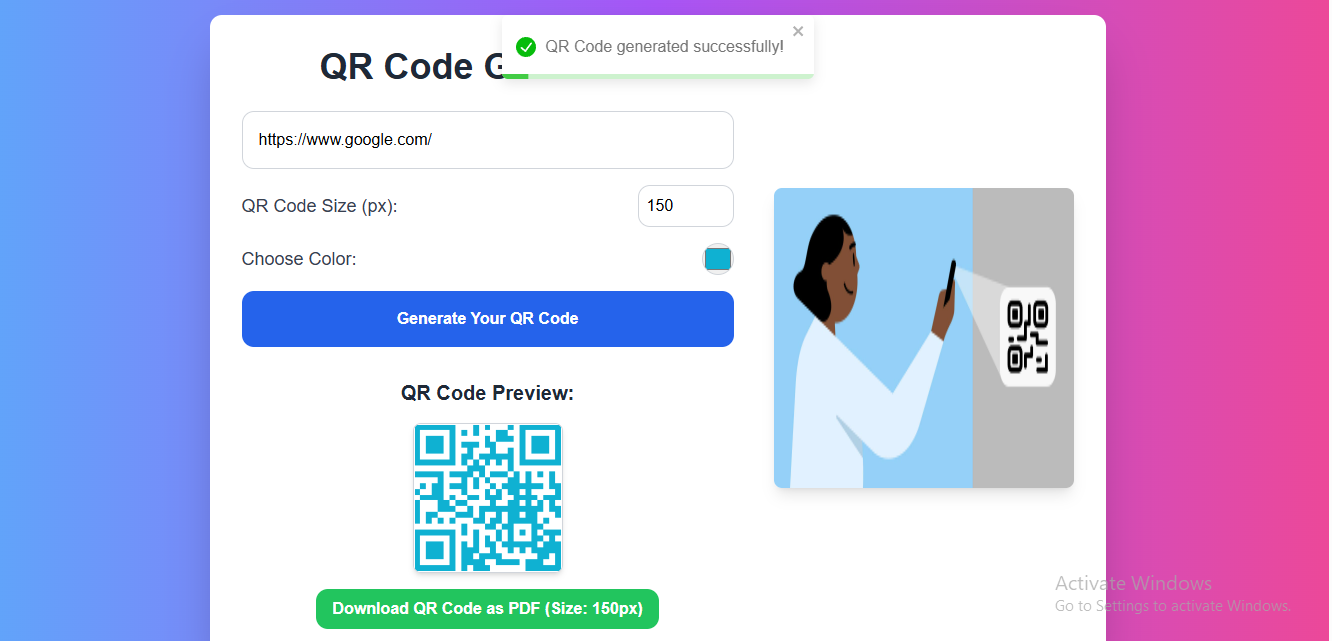 QR Code generated successfully!
QR Code G
https://www.google.com/
QR Code Size (px):
150
Choose Color:
Generate Your QR Code
QR Code Preview:
Download QR Code as PDF (Size: 150px)
Activate Windows
Go to Settings to activate Windows.